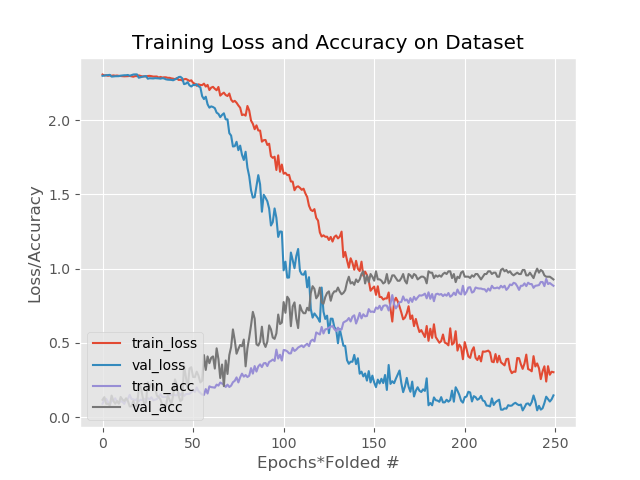 Training Loss and Accuracy on Dataset
Loss/Accuracy
2.0
1.5
1.0
0.5
0.0
train_loss
val_loss
train_acc
val_acc
0
50
100
150
200
250
Epochs*Folded #